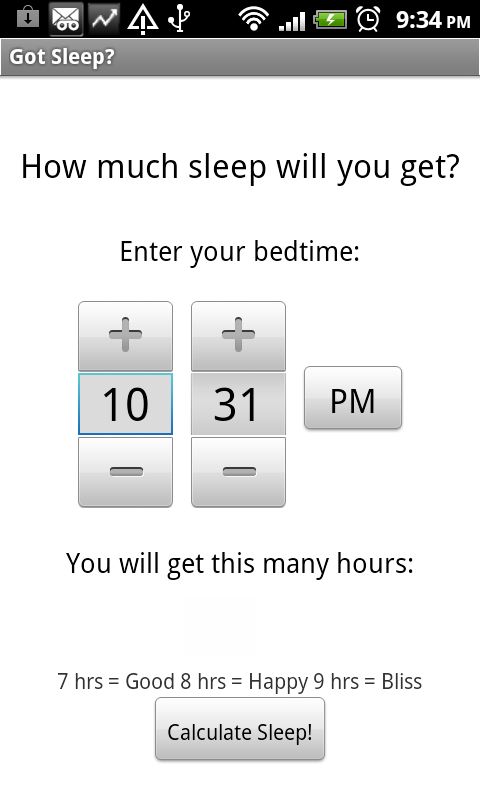 9:34 PM
Got Sleep?
How much sleep will you get?
Enter your bedtime:
+ +
10 31 PM
− −
You will get this many hours:
7 hrs = Good 8 hrs = Happy 9 hrs = Bliss
Calculate Sleep!